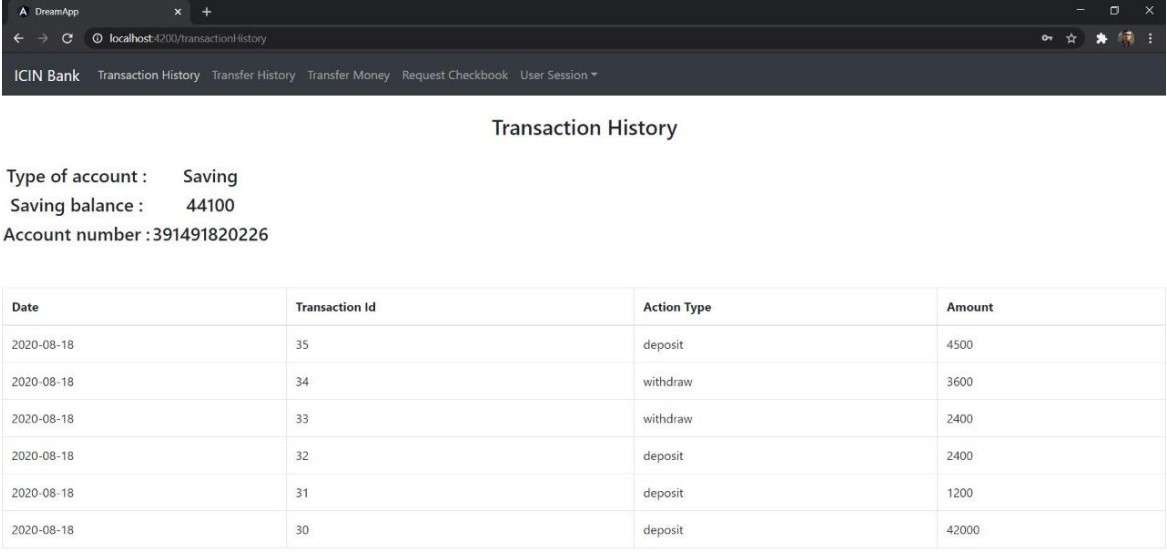 DreamApp
localhost:4200/transactionHistory
ICIN Bank Transaction History Transfer History Transfer Money Request Checkbook User Session
Transaction History
Type of account : Saving
Saving balance : 44100
Account number : 391491820226
Date Transaction Id Action Type Amount
2020-08-18 35 deposit 4500
2020-08-18 34 withdraw 3600
2020-08-18 33 withdraw 2400
2020-08-18 32 deposit 2400
2020-08-18 31 deposit 1200
2020-08-18 30 deposit 42000